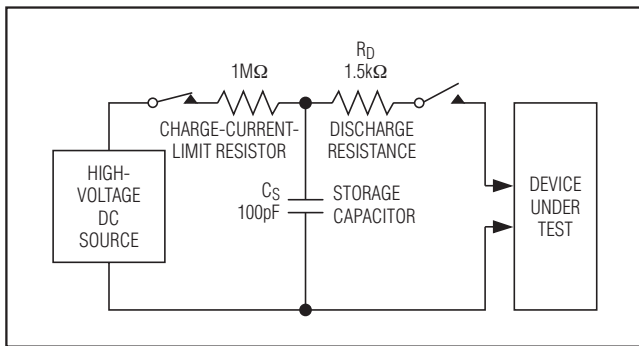 1MΩ
CHARGE-CURRENT-
LIMIT RESISTOR
R_D
1.5kΩ
DISCHARGE
RESISTANCE
HIGH-
VOLTAGE
DC
SOURCE
C_S
100pF
STORAGE
CAPACITOR
DEVICE
UNDER
TEST